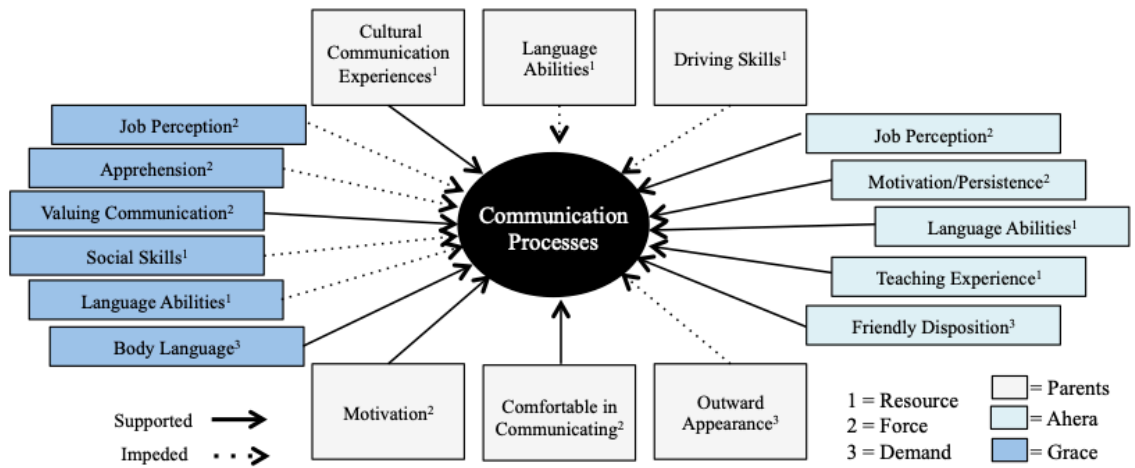 Cultural
Communication
Experiences¹
Language
Abilities¹
Driving Skills¹
Job Perception²
Apprehension²
Valuing Communication²
Social Skills¹
Language Abilities¹
Body Language³
Communication
Processes
Job Perception²
Motivation/Persistence²
Language Abilities¹
Teaching Experience¹
Friendly Disposition³
Motivation²
Comfortable in
Communicating²
Outward
Appearance³
Supported
Impeded
1 = Resource
2 = Force
3 = Demand
= Parents
= Ahera
= Grace